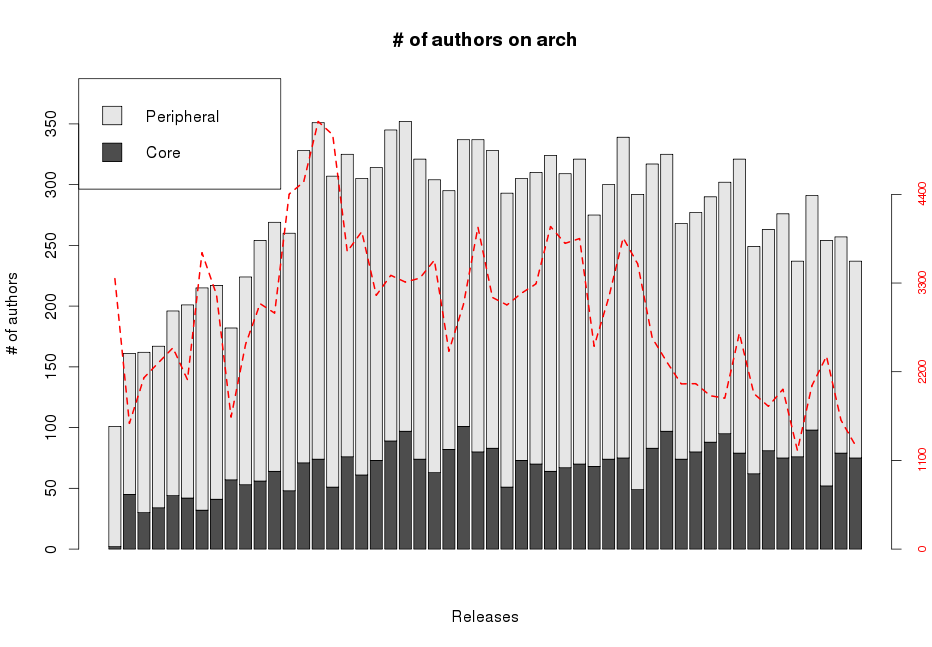 # of authors on arch
Peripheral
Core
# of authors
0
50
100
150
200
250
300
350
0
1100
2200
3300
4400
Releases